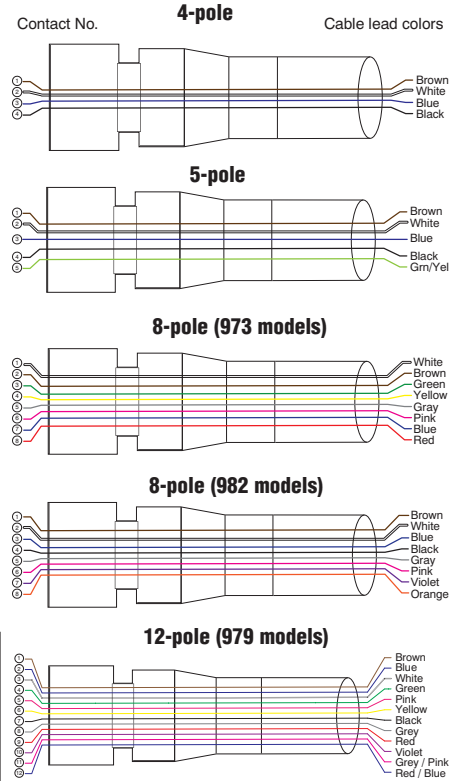 4-pole
Contact No. Cable lead colors
1 Brown
2 White
3 Blue
4 Black
5-pole
1 Brown
2 White
3 Blue
4 Black
5 Grn/Yel
8-pole (973 models)
1 White
2 Brown
3 Green
4 Yellow
5 Gray
6 Pink
7 Blue
8 Red
8-pole (982 models)
1 Brown
2 White
3 Blue
4 Black
5 Gray
6 Pink
7 Violet
8 Orange
12-pole (979 models)
1 Brown
2 Blue
3 White
4 Green
5 Pink
6 Yellow
7 Black
8 Grey
9 Red
10 Violet
11 Grey / Pink
12 Red / Blue